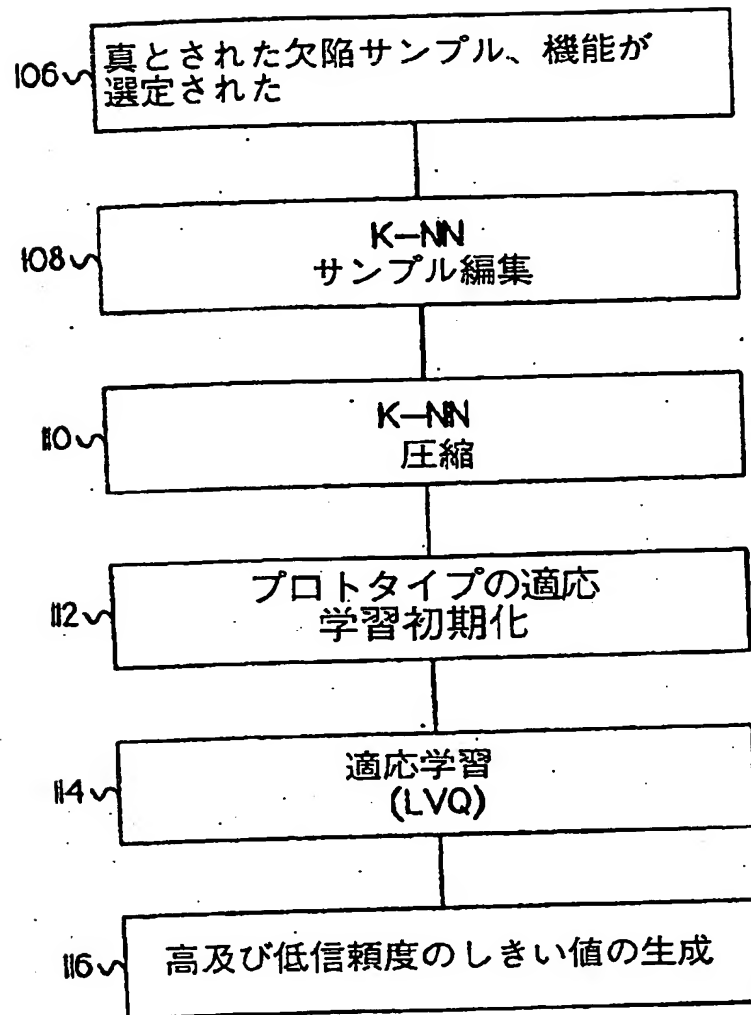 106
真とされた欠陥サンプル、機能が
選定された
108
K-NN
サンプル編集
110
K-NN
圧縮
112
プロトタイプの適応
学習初期化
114
適応学習
(LVQ)
116
高及び低信頼度のしきい値の生成